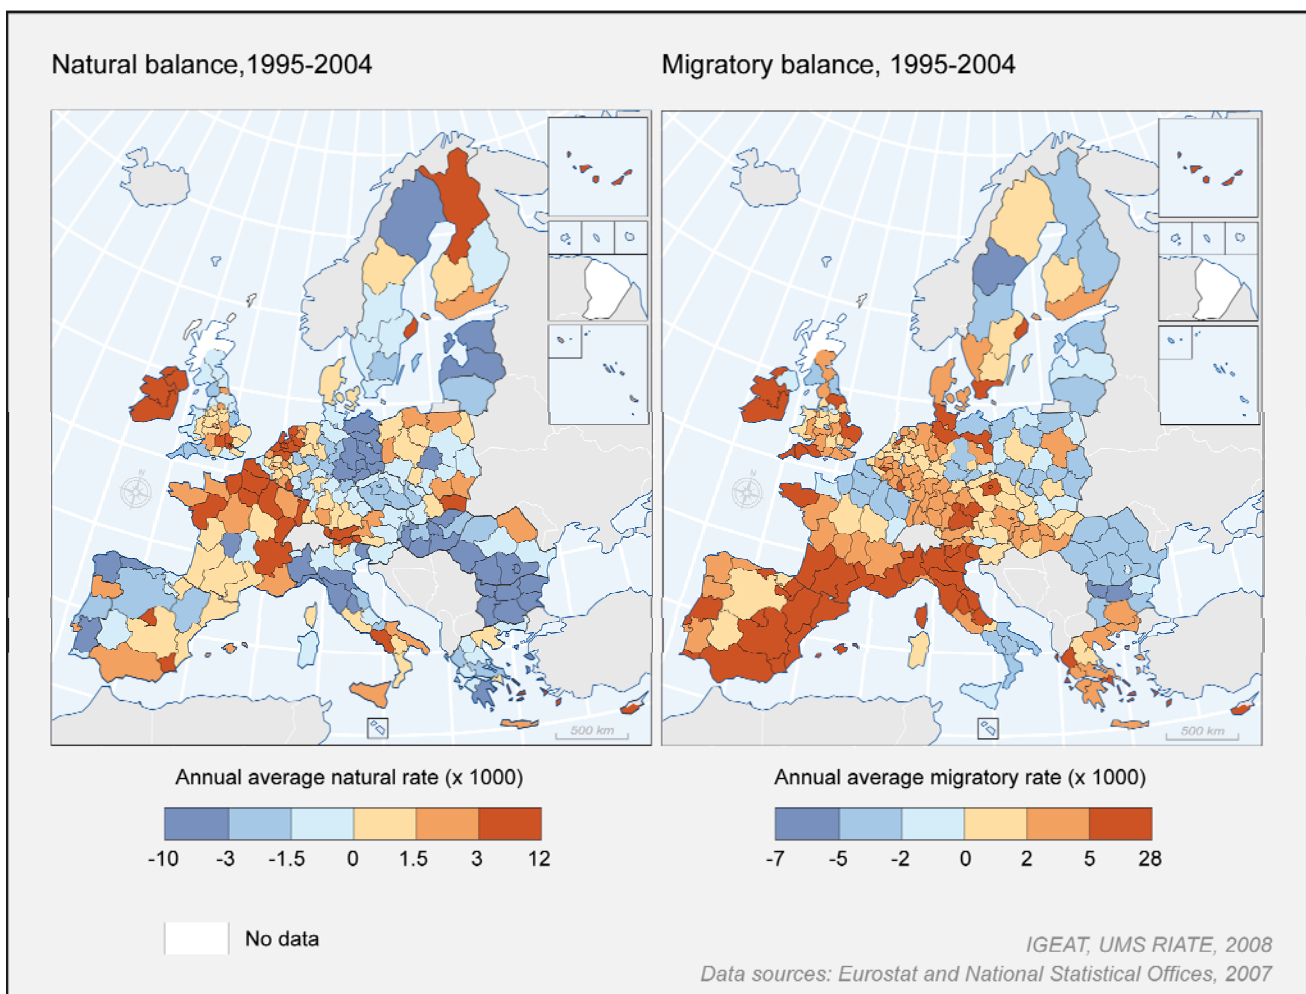 Natural balance,1995-2004
Migratory balance, 1995-2004
N
500 km
N
500 km
Annual average natural rate (x 1000)
-10 -3 -1.5 0 1.5 3 12
Annual average migratory rate (x 1000)
-7 -5 -2 0 2 5 28
No data
IGEAT, UMS RIATE, 2008
Data sources: Eurostat and National Statistical Offices, 2007